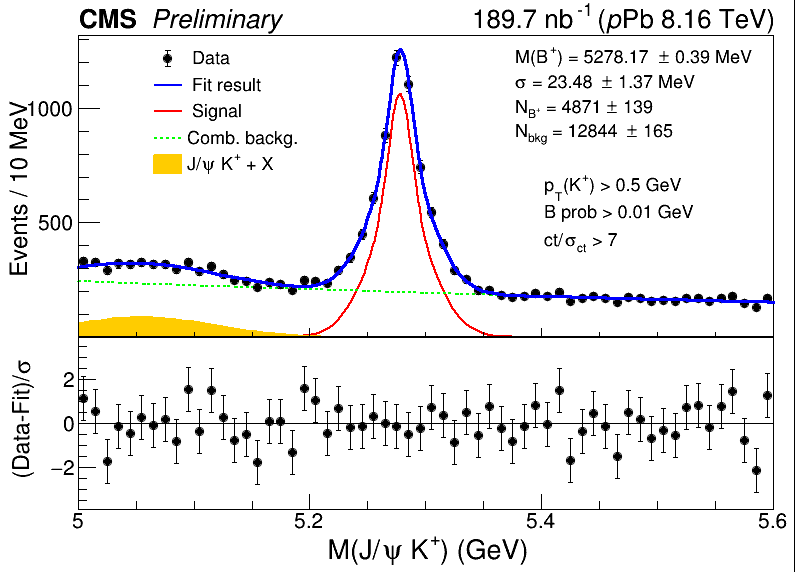 CMS Preliminary 189.7 nb⁻¹ (pPb 8.16 TeV)
Data
Fit result
Signal
Comb. backg.
J/ψ K⁺ + X
M(B⁺) = 5278.17 ± 0.39 MeV
σ = 23.48 ± 1.37 MeV
N_B⁺ = 4871 ± 139
N_bkg = 12844 ± 165
p_T(K⁺) > 0.5 GeV
B prob > 0.01 GeV
ct/σ_ct > 7
Events / 10 MeV
1000
500
(Data-Fit)/σ
2
0
−2
5 5.2 5.4 5.6
M(J/ψ K⁺) (GeV)